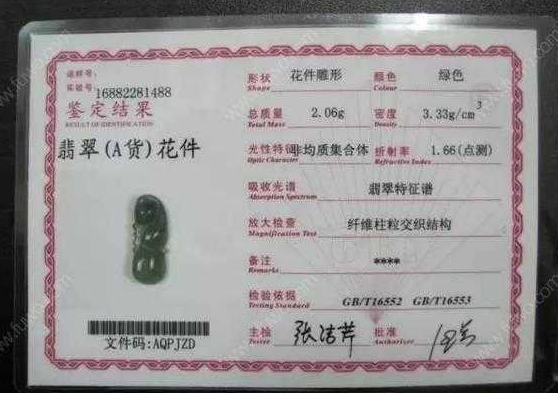 送样号:
实验号: 16882281488
鉴定结果
RESULT OF IDENTIFICATION
翡翠(A货)花件
文件码:AQPJZD
形状 花件雕形 颜色 绿色
Shape Colour
总质量 2.06g 密度 3.33g/cm3
Total Mass Density
光性特征 非均质集合体 折射率 1.66(点测)
Optic Character Refractive Index
吸收光谱 翡翠特征谱
Absorption Spectrum
放大检查 纤维柱粒交织结构
Magnification Test
备注 ****
Remarks
检验依据 GB/T16552 GB/T16553
Testing Standard
主检 张洁芹 批准
Tester Authorizer